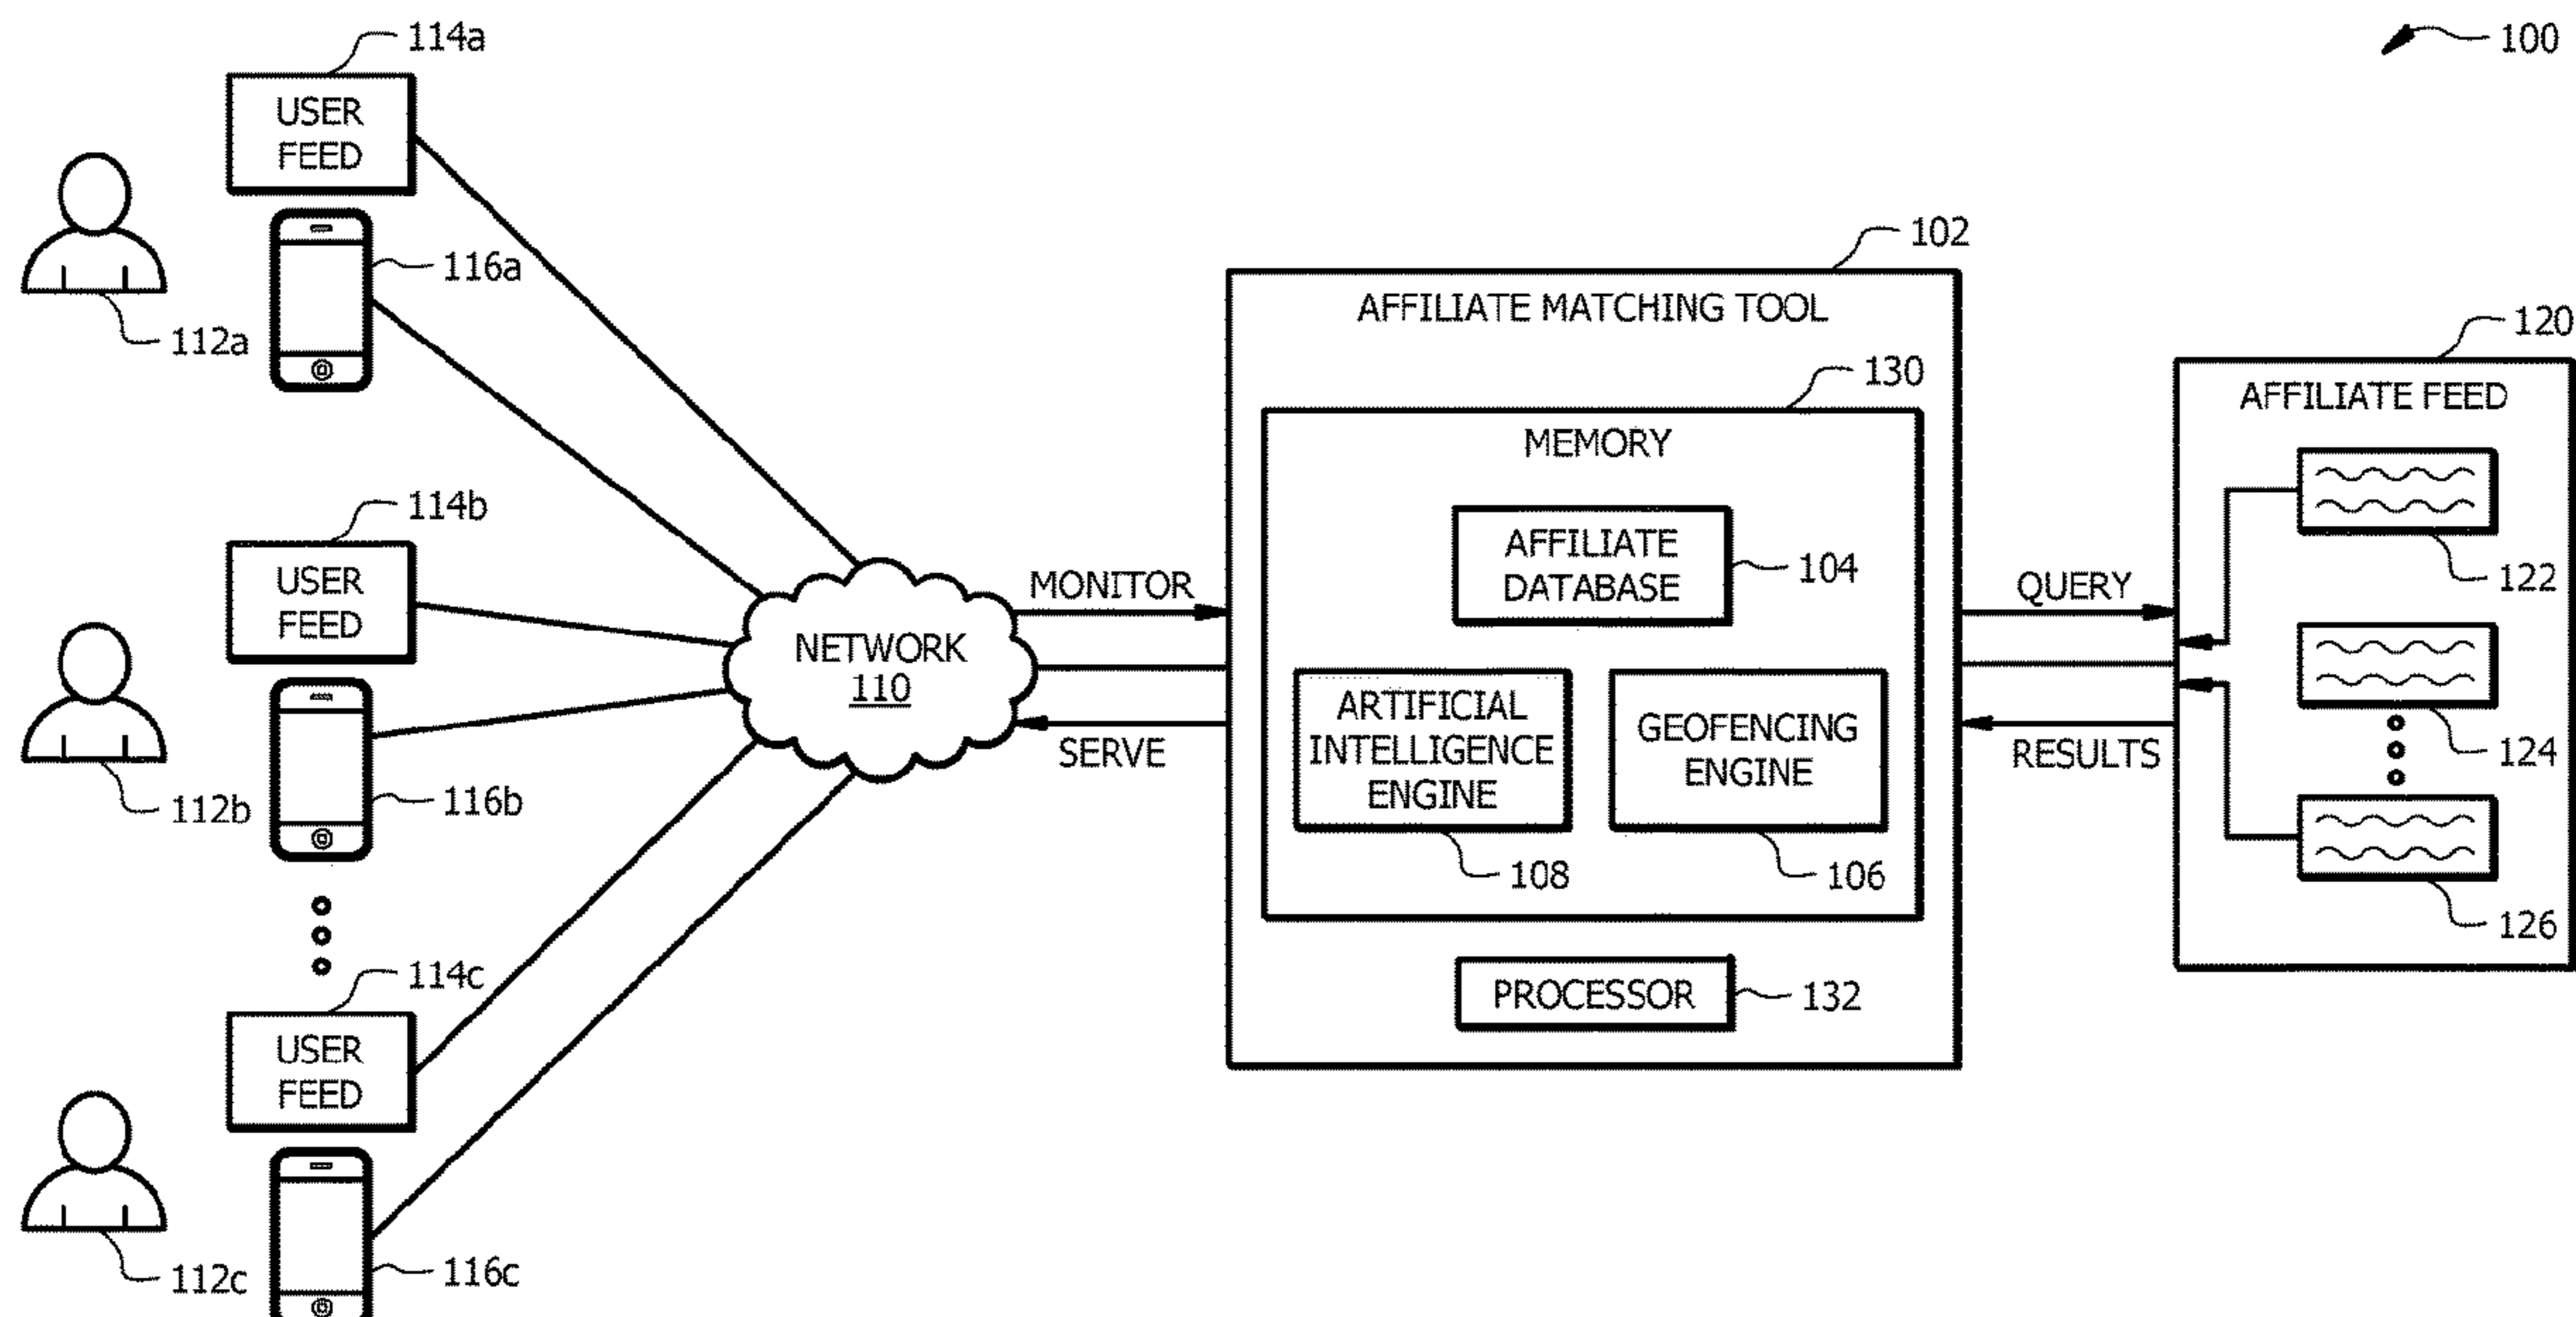 100
114a
USER
FEED
116a
112a
114b
USER
FEED
116b
112b
114c
USER
FEED
116c
112c
NETWORK
110
MONITOR
SERVE
102
AFFILIATE MATCHING TOOL
130
MEMORY
AFFILIATE
DATABASE
104
ARTIFICIAL
INTELLIGENCE
ENGINE
108
GEOFENCING
ENGINE
106
PROCESSOR
132
QUERY
RESULTS
120
AFFILIATE FEED
122
124
126